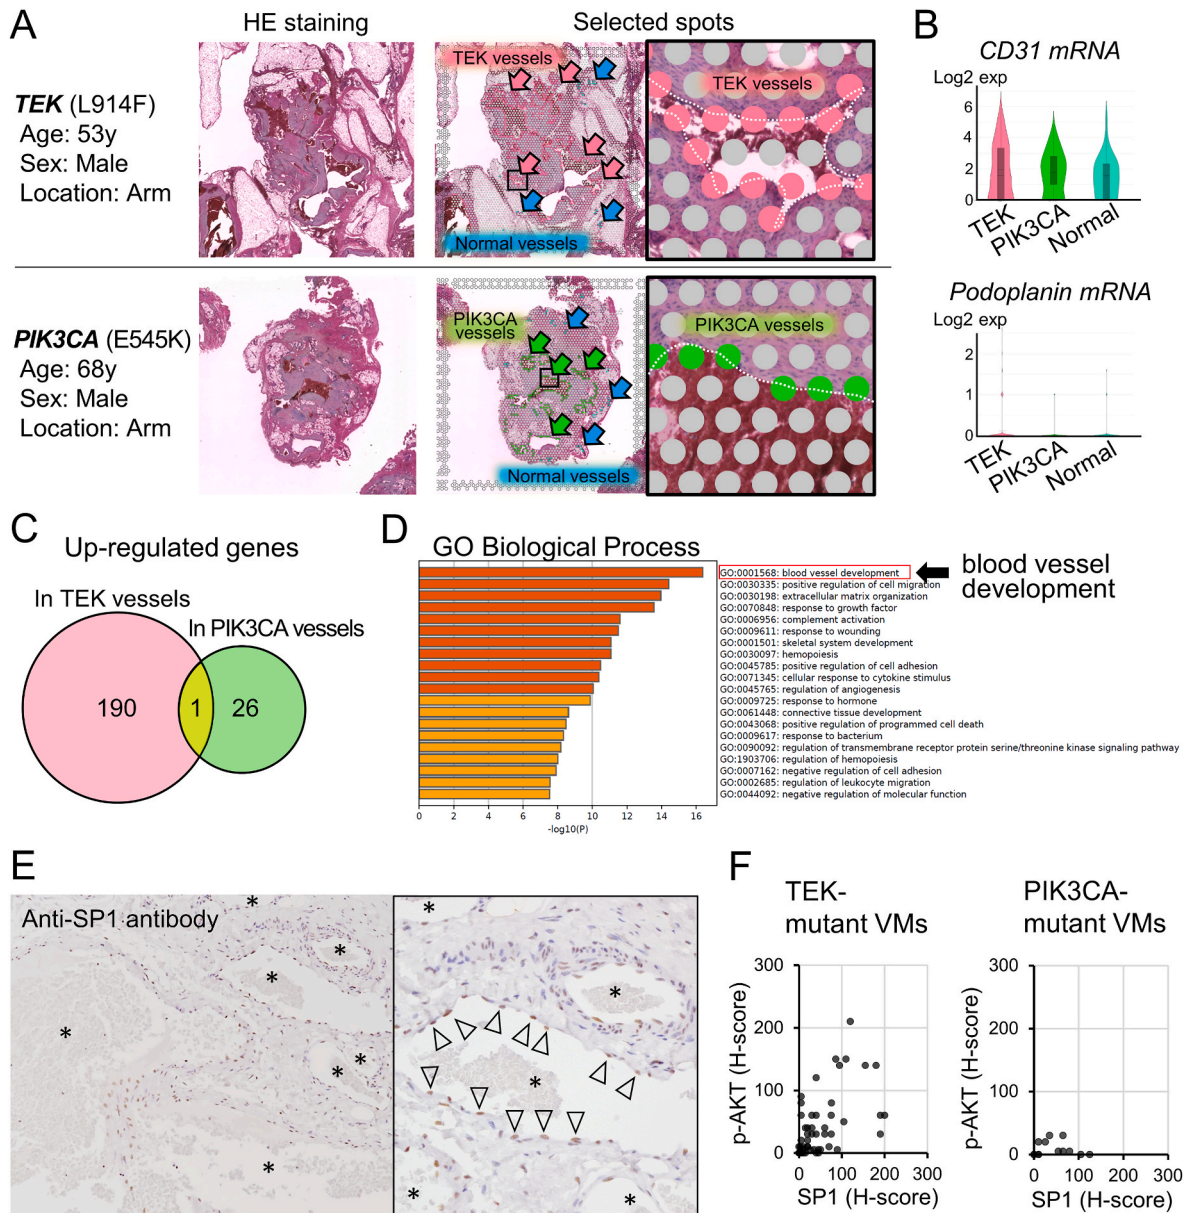 A
HE staining
Selected spots
TEK (L914F)
Age: 53y
Sex: Male
Location: Arm
TEK vessels
Normal vessels
TEK vessels
PIK3CA (E545K)
Age: 68y
Sex: Male
Location: Arm
PIK3CA
vessels
Normal vessels
PIK3CA vessels
B
CD31 mRNA
Log2 exp
6
4
2
0
TEK
PIK3CA
Normal
Podoplanin mRNA
Log2 exp
2
1
0
TEK
PIK3CA
Normal
C
Up-regulated genes
In TEK vessels
In PIK3CA vessels
190
1
26
D
GO Biological Process
GO:0001568: blood vessel development
GO:0030335: positive regulation of cell migration
GO:0030198: extracellular matrix organization
GO:0070848: response to growth factor
GO:0006956: complement activation
GO:0009611: response to wounding
GO:0001501: skeletal system development
GO:0030097: hemopoiesis
GO:0045785: positive regulation of cell adhesion
GO:0071345: cellular response to cytokine stimulus
GO:0045765: regulation of angiogenesis
GO:0009725: response to hormone
GO:0061448: connective tissue development
GO:0043068: positive regulation of programmed cell death
GO:0009617: response to bacterium
GO:0090092: regulation of transmembrane receptor protein serine/threonine kinase signaling pathway
GO:1903706: regulation of hemopoiesis
GO:0007162: negative regulation of cell adhesion
GO:0002685: regulation of leukocyte migration
GO:0044092: negative regulation of molecular function
0 2 4 6 8 10 12 14 16
-log10(P)
blood vessel
development
E
Anti-SP1 antibody
* * * * * * *
* * * * *
F
TEK-
mutant VMs
p-AKT (H-score)
300
200
100
0
0 100 200 300
SP1 (H-score)
PIK3CA-
mutant VMs
p-AKT (H-score)
300
200
100
0
0 100 200 300
SP1 (H-score)